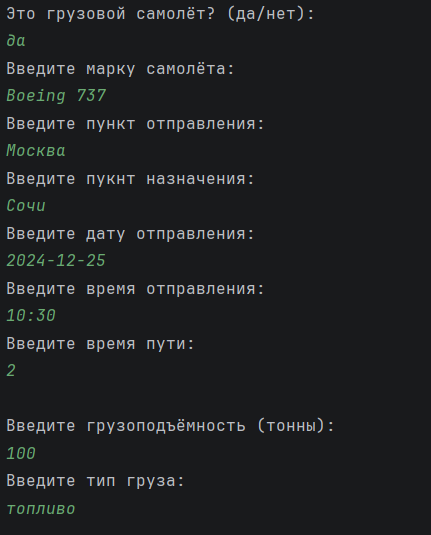 Это грузовой самолёт? (да/нет):
да
Введите марку самолёта:
Boeing 737
Введите пункт отправления:
Москва
Введите пукнт назначения:
Сочи
Введите дату отправления:
2024-12-25
Введите время отправления:
10:30
Введите время пути:
2
Введите грузоподъёмность (тонны):
100
Введите тип груза:
топливо